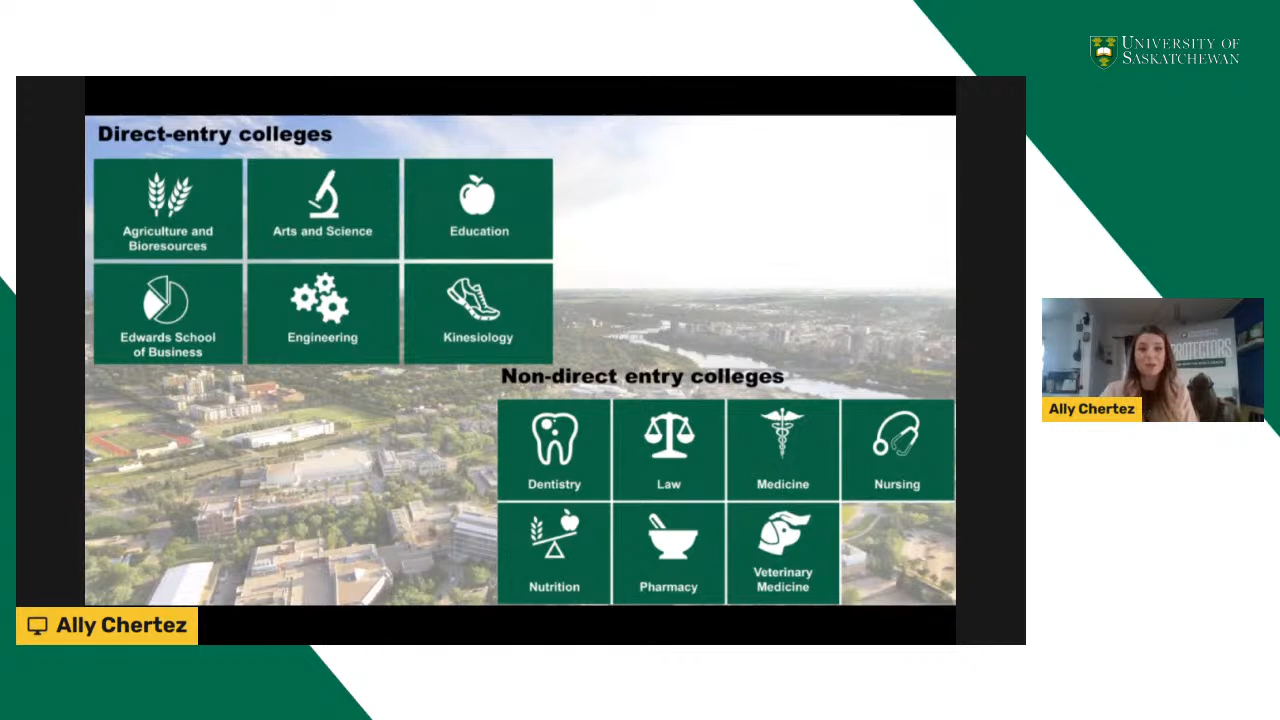 UNIVERSITY OF
SASKATCHEWAN
Direct-entry colleges
Agriculture and
Bioresources
Arts and Science
Education
Edwards School
of Business
Engineering
Kinesiology
Non-direct entry colleges
Dentistry
Law
Medicine
Nursing
Nutrition
Pharmacy
Veterinary
Medicine
Ally Chertez
PROTECTORS
Ally Chertez